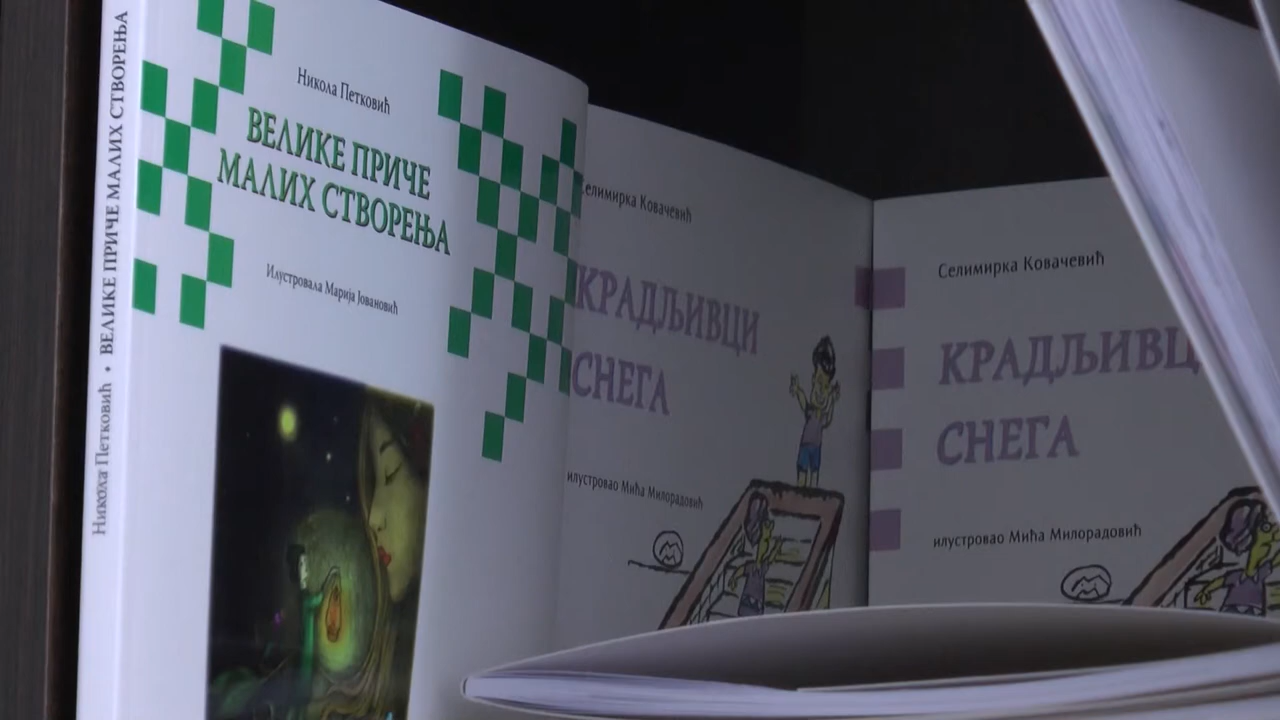 Никола Петковић • ВЕЛИКЕ ПРИЧЕ МАЛИХ СТВОРЕЊА
Никола Петковић
ВЕЛИКЕ ПРИЧЕ
МАЛИХ СТВОРЕЊА
Илустровала Марија Јовановић
Селимирка Ковачевић
КРАДЉИВЦИ
СНЕГА
илустровао Мића Милорадовић
Селимирка Ковачевић
КРАДЉИВЦ
СНЕГА
илустровао Мића Милорадовић